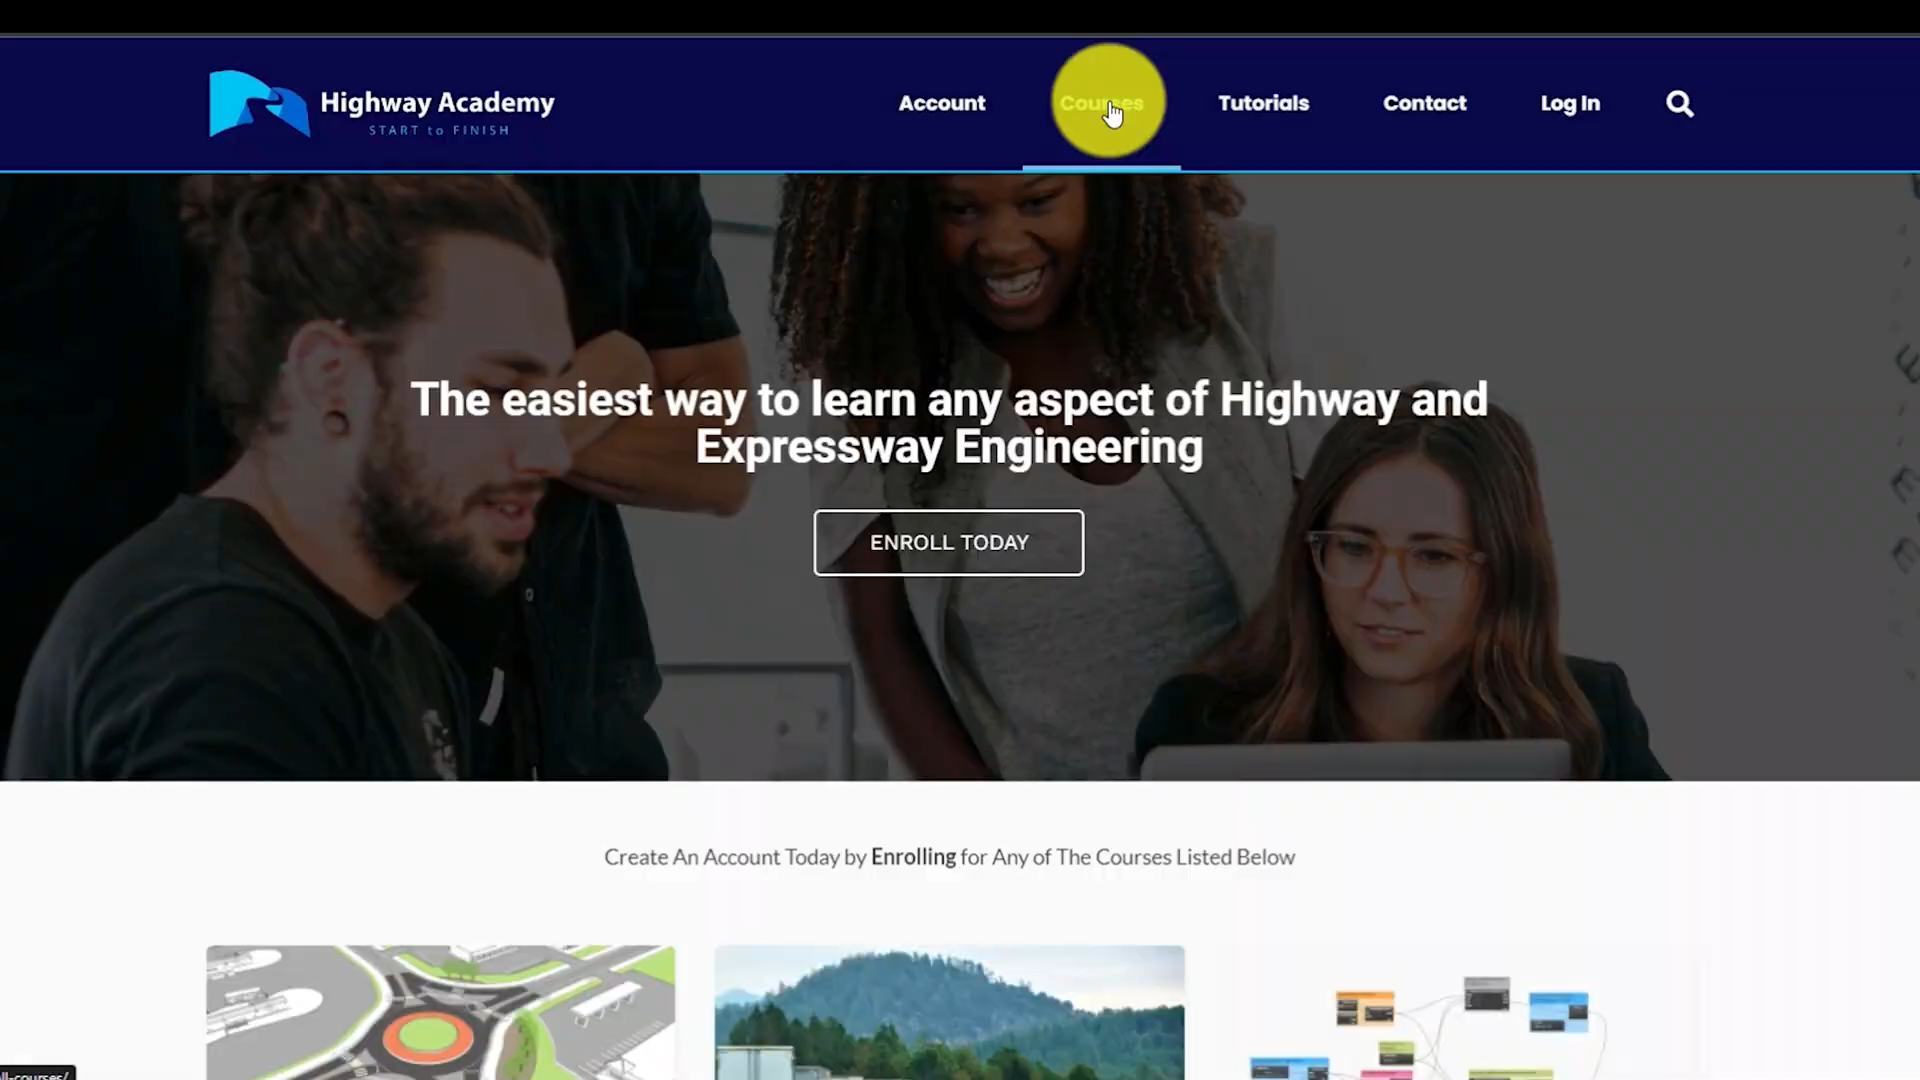 Highway Academy
START to FINISH
Account
Courses
Tutorials
Contact
Log In
The easiest way to learn any aspect of Highway and
Expressway Engineering
ENROLL TODAY
Create An Account Today by Enrolling for Any of The Courses Listed Below